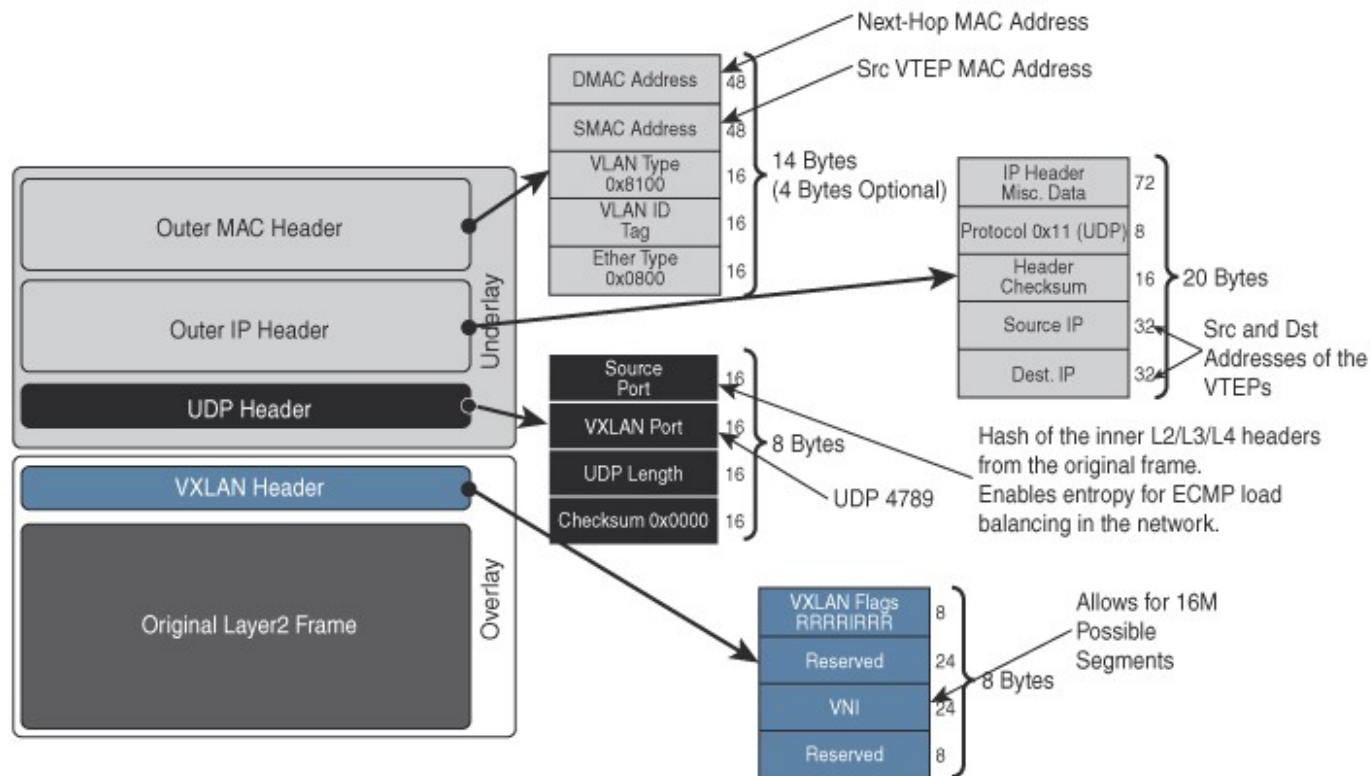 Next-Hop MAC Address
Src VTEP MAC Address
DMAC Address
48
SMAC Address
48
VLAN Type
0x8100
16
VLAN ID
Tag
16
Ether Type
0x0800
16
14 Bytes
(4 Bytes Optional)
Outer MAC Header
Outer IP Header
UDP Header
Underlay
VXLAN Header
Original Layer2 Frame
Overlay
IP Header
Misc. Data
72
Protocol 0x11 (UDP)
8
Header
Checksum
16
Source IP
32
Dest. IP
32
20 Bytes
Src and Dst
Addresses of the
VTEPs
Source
Port
16
VXLAN Port
16
UDP Length
16
Checksum 0x0000
16
8 Bytes
UDP 4789
Hash of the inner L2/L3/L4 headers
from the original frame.
Enables entropy for ECMP load
balancing in the network.
VXLAN Flags
RRRRIRRR
8
Reserved
24
VNI
24
Reserved
8
8 Bytes
Allows for 16M
Possible
Segments